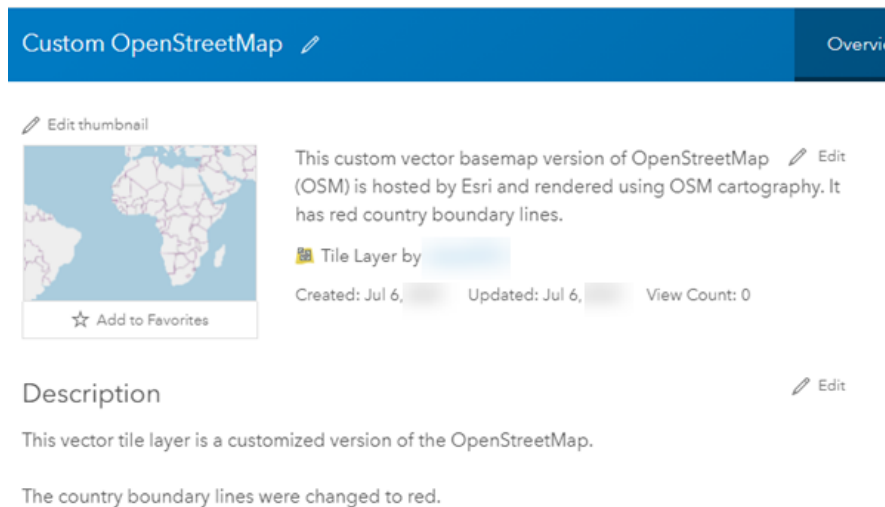 Custom OpenStreetMap
Edit thumbnail
This custom vector basemap version of OpenStreetMap
Edit
(OSM) is hosted by Esri and rendered using OSM cartography. It
has red country boundary lines.
Tile Layer by
Created: Jul 6,
Updated: Jul 6,
View Count: 0
Add to Favorites
Description
Edit
This vector tile layer is a customized version of the OpenStreetMap.
The country boundary lines were changed to red.